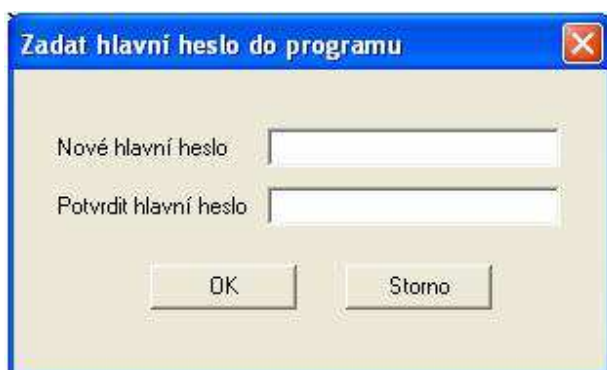 Zadat hlavní heslo do programu
Nové hlavní heslo
Potvrdit hlavní heslo
OK Storno